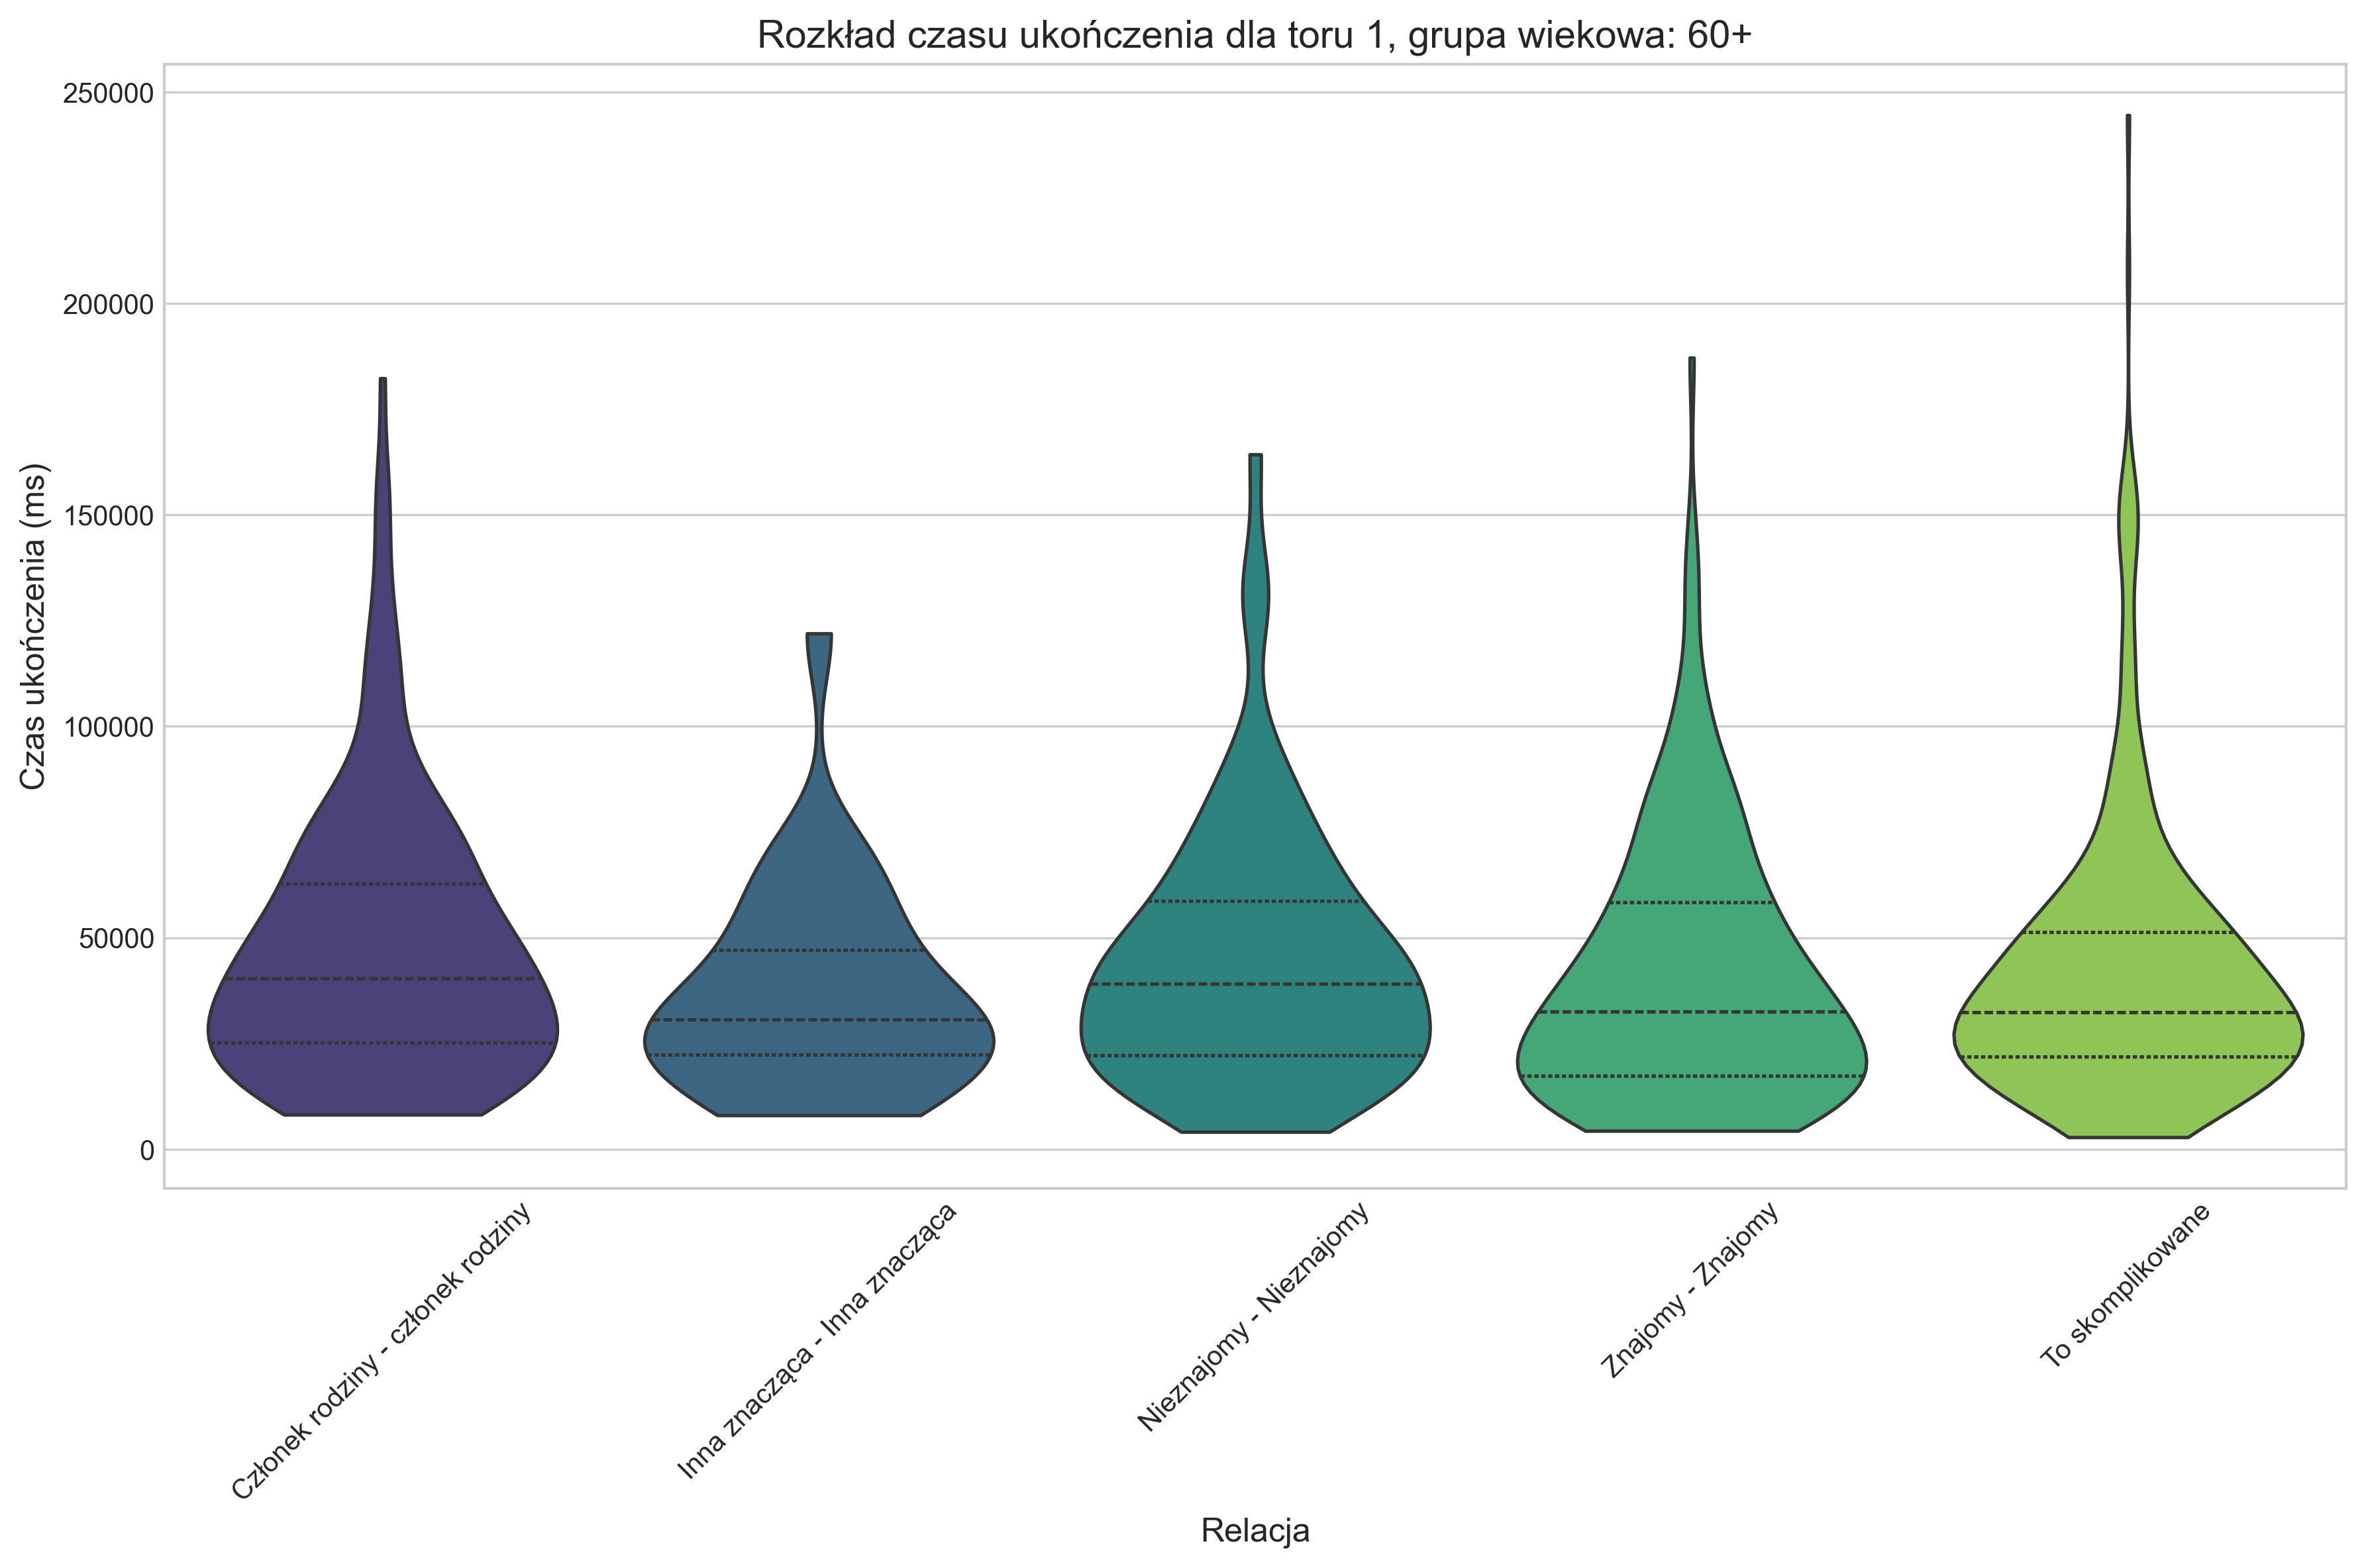 Rozkład czasu ukończenia dla toru 1, grupa wiekowa: 60+
Czas ukończenia (ms)
250000
200000
150000
100000
50000
0
Członek rodziny - członek rodziny
Inna znacząca - Inna znacząca
Nieznajomy - Nieznajomy
Znajomy - Znajomy
To skomplikowane
Relacja